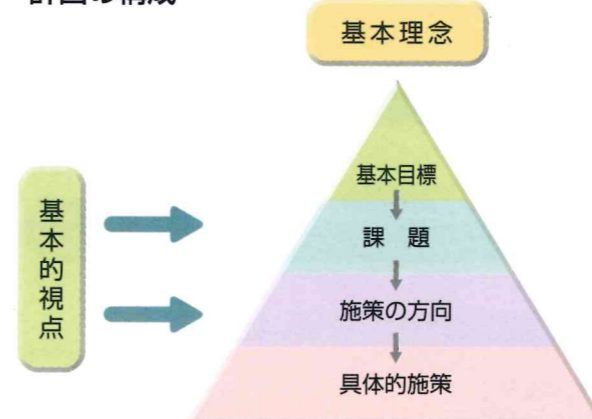 計画の構成
基本理念
基本目標
課　題
施策の方向
具体的施策
基本的視点